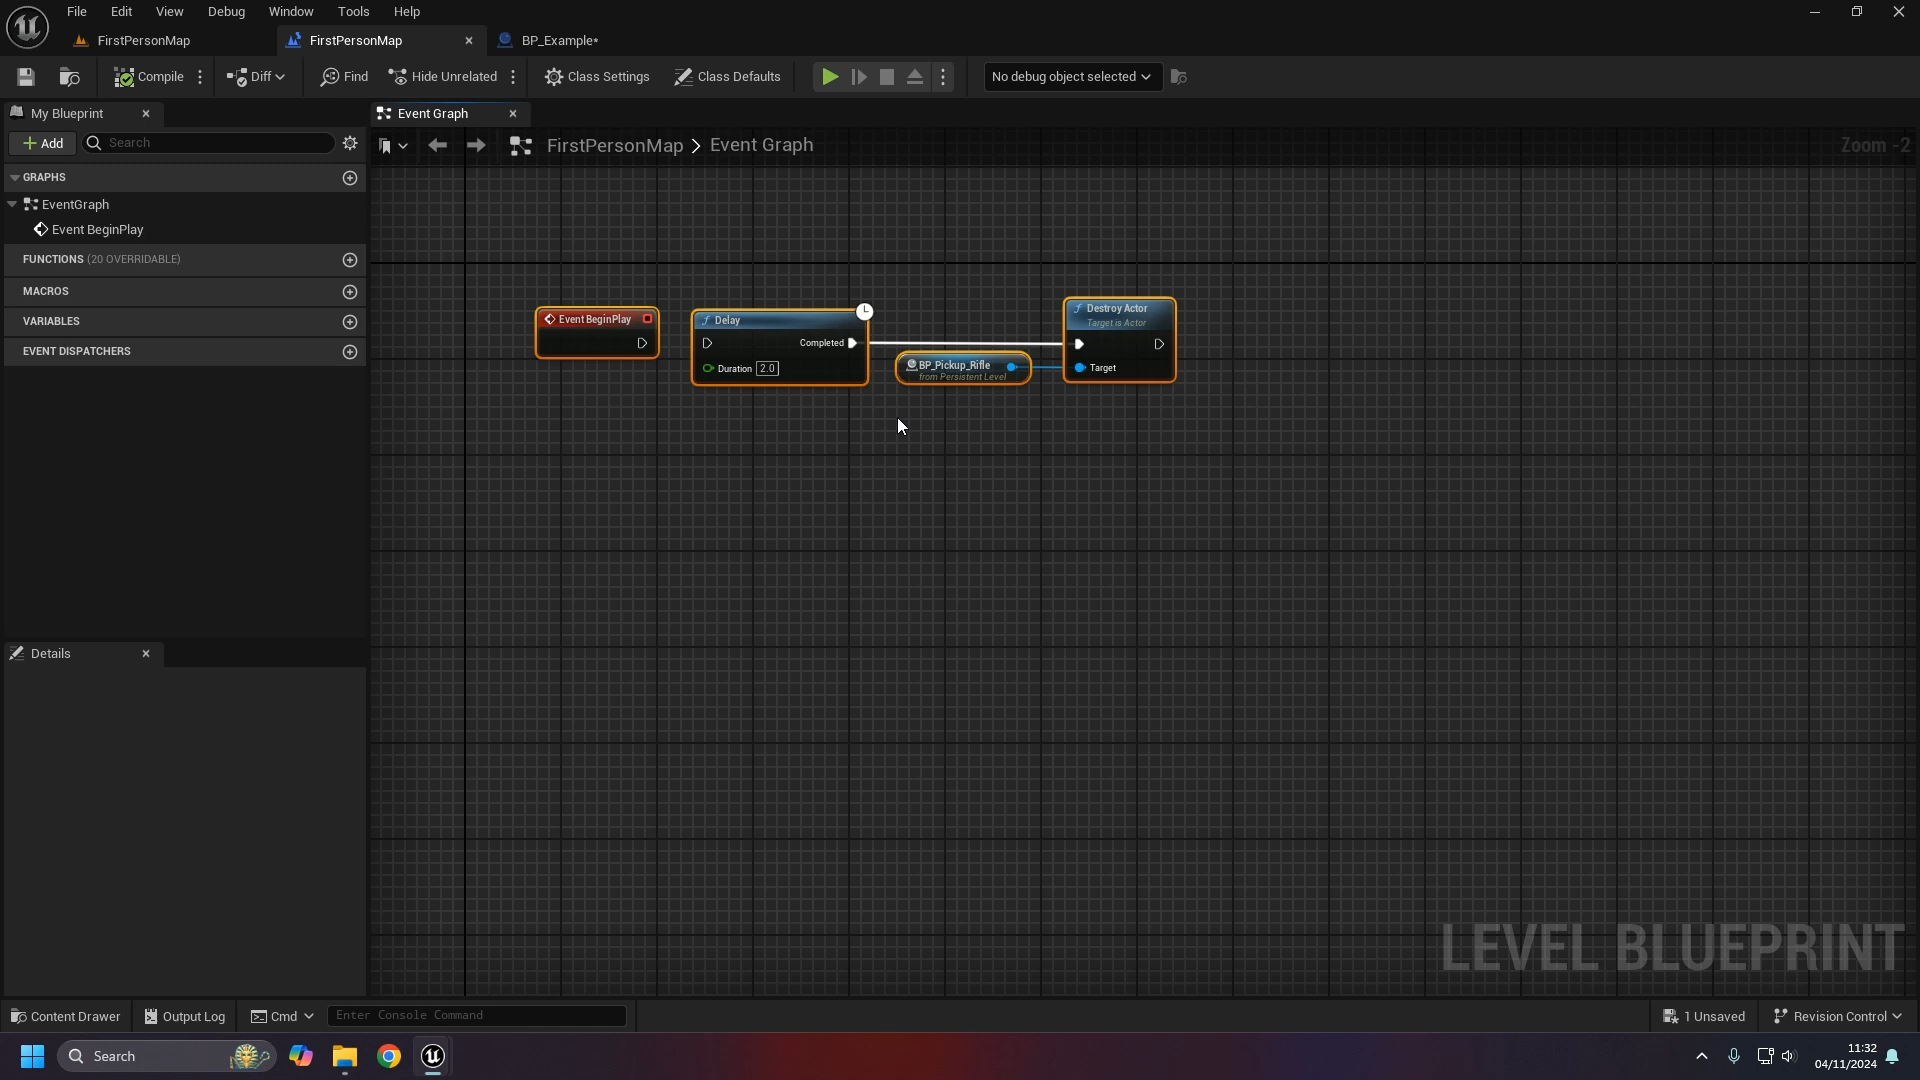 File Edit View Debug Window Tools Help
FirstPersonMap FirstPersonMap BP_Example*
Compile Diff Find Hide Unrelated Class Settings Class Defaults No debug object selected
My Blueprint Event Graph
Add Search FirstPersonMap > Event Graph Zoom -2
GRAPHS
EventGraph
Event BeginPlay
FUNCTIONS (20 OVERRIDABLE)
MACROS
VARIABLES
EVENT DISPATCHERS
Event BeginPlay
Delay
Completed
Duration 2.0
BP_Pickup_Rifle
from Persistent Level
Destroy Actor
Target is Actor
Target
Details
LEVEL BLUEPRINT
Content Drawer Output Log Cmd Enter Console Command 1 Unsaved Revision Control
Search 11:32
04/11/2024